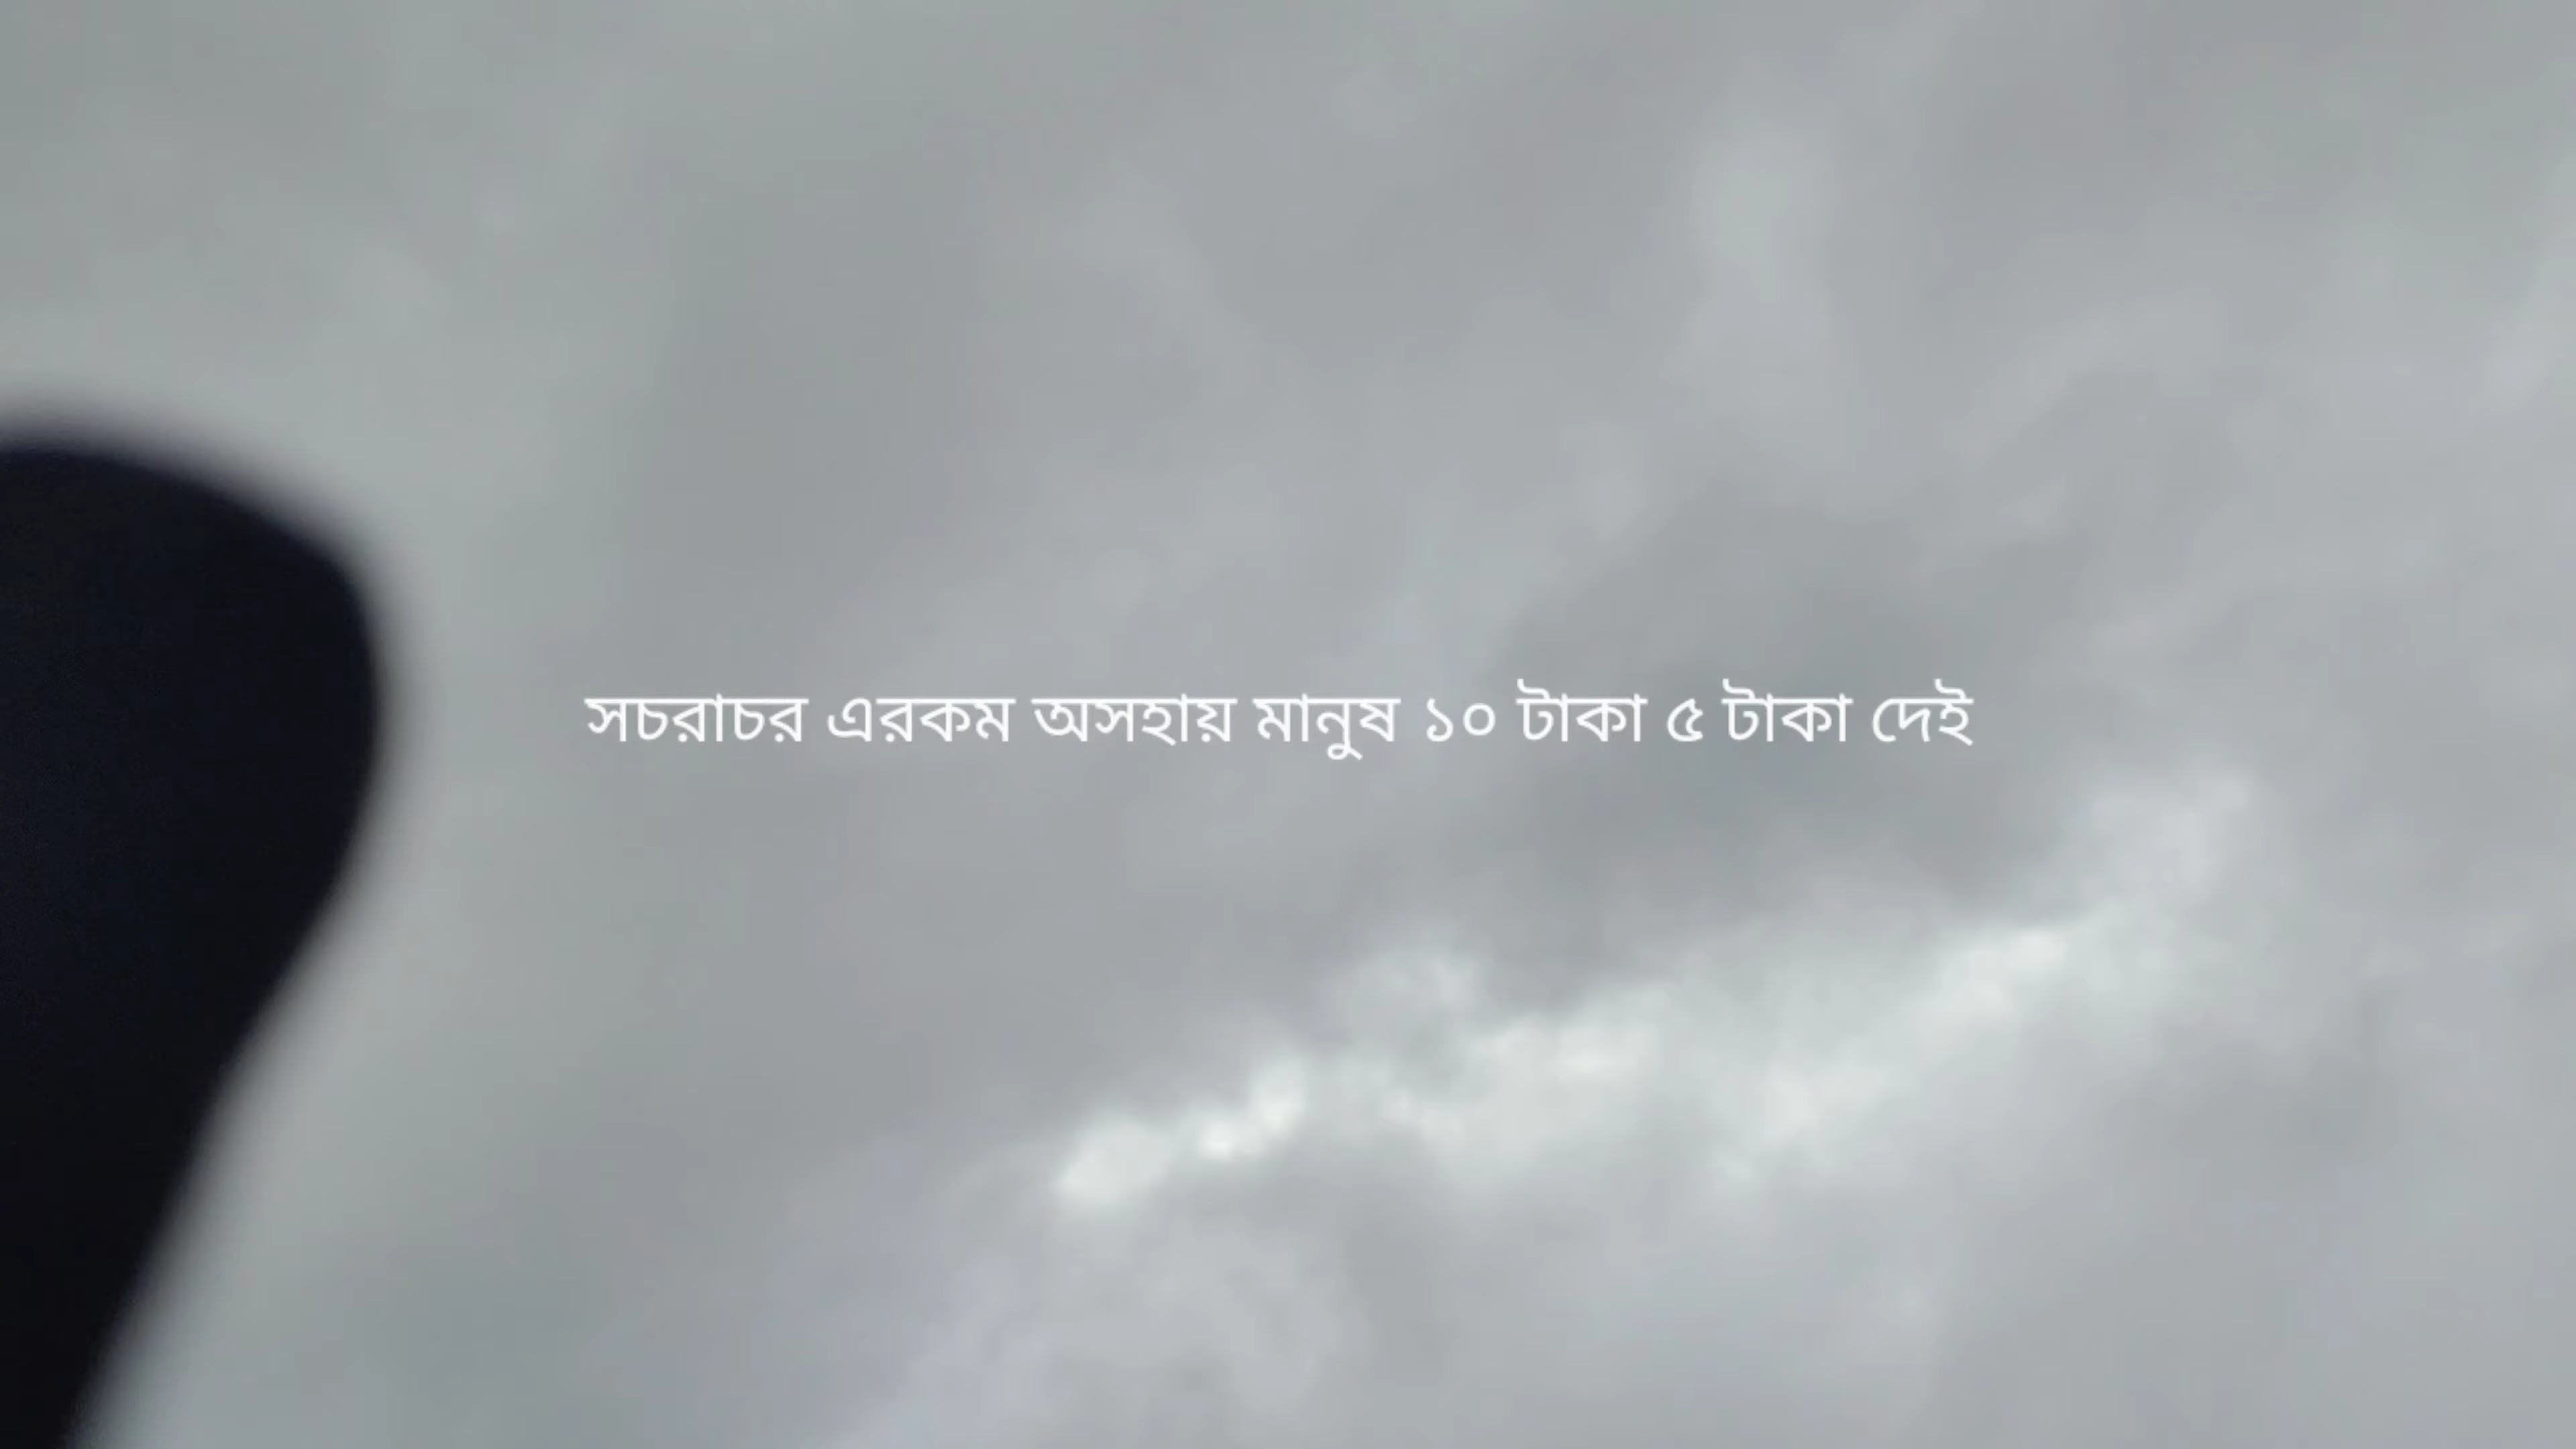 সচরাচর এরকম অসহায় মানুষ ১০ টাকা ৫ টাকা দেই